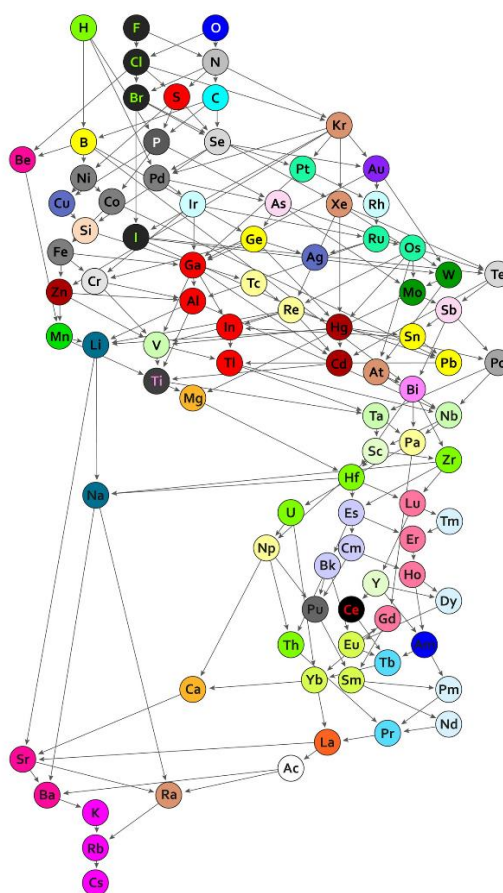 H F O
Cl N
Br S C
Kr
B P Se
Be Ni Pd Pt Au
Cu Co Ir As Xe Rh
Si I Ge Ru Os
Fe Ga Ag W Te
Zn Cr Al Tc Mo
Re Sb
Mn Li V In Hg Sn
Tl Cd Pb Po
Ti At
Mg Bi
Ta Nb
Sc Pa
Hf Zr
Na Lu
U Es Tm
Np Cm Er
Bk Ho
Y
Pu Ce Gd Dy
Th Eu
Yb Sm Tb
Ca Pm
Pr Nd
La
Sr Ac
Ba Ra
K
Rb
Cs